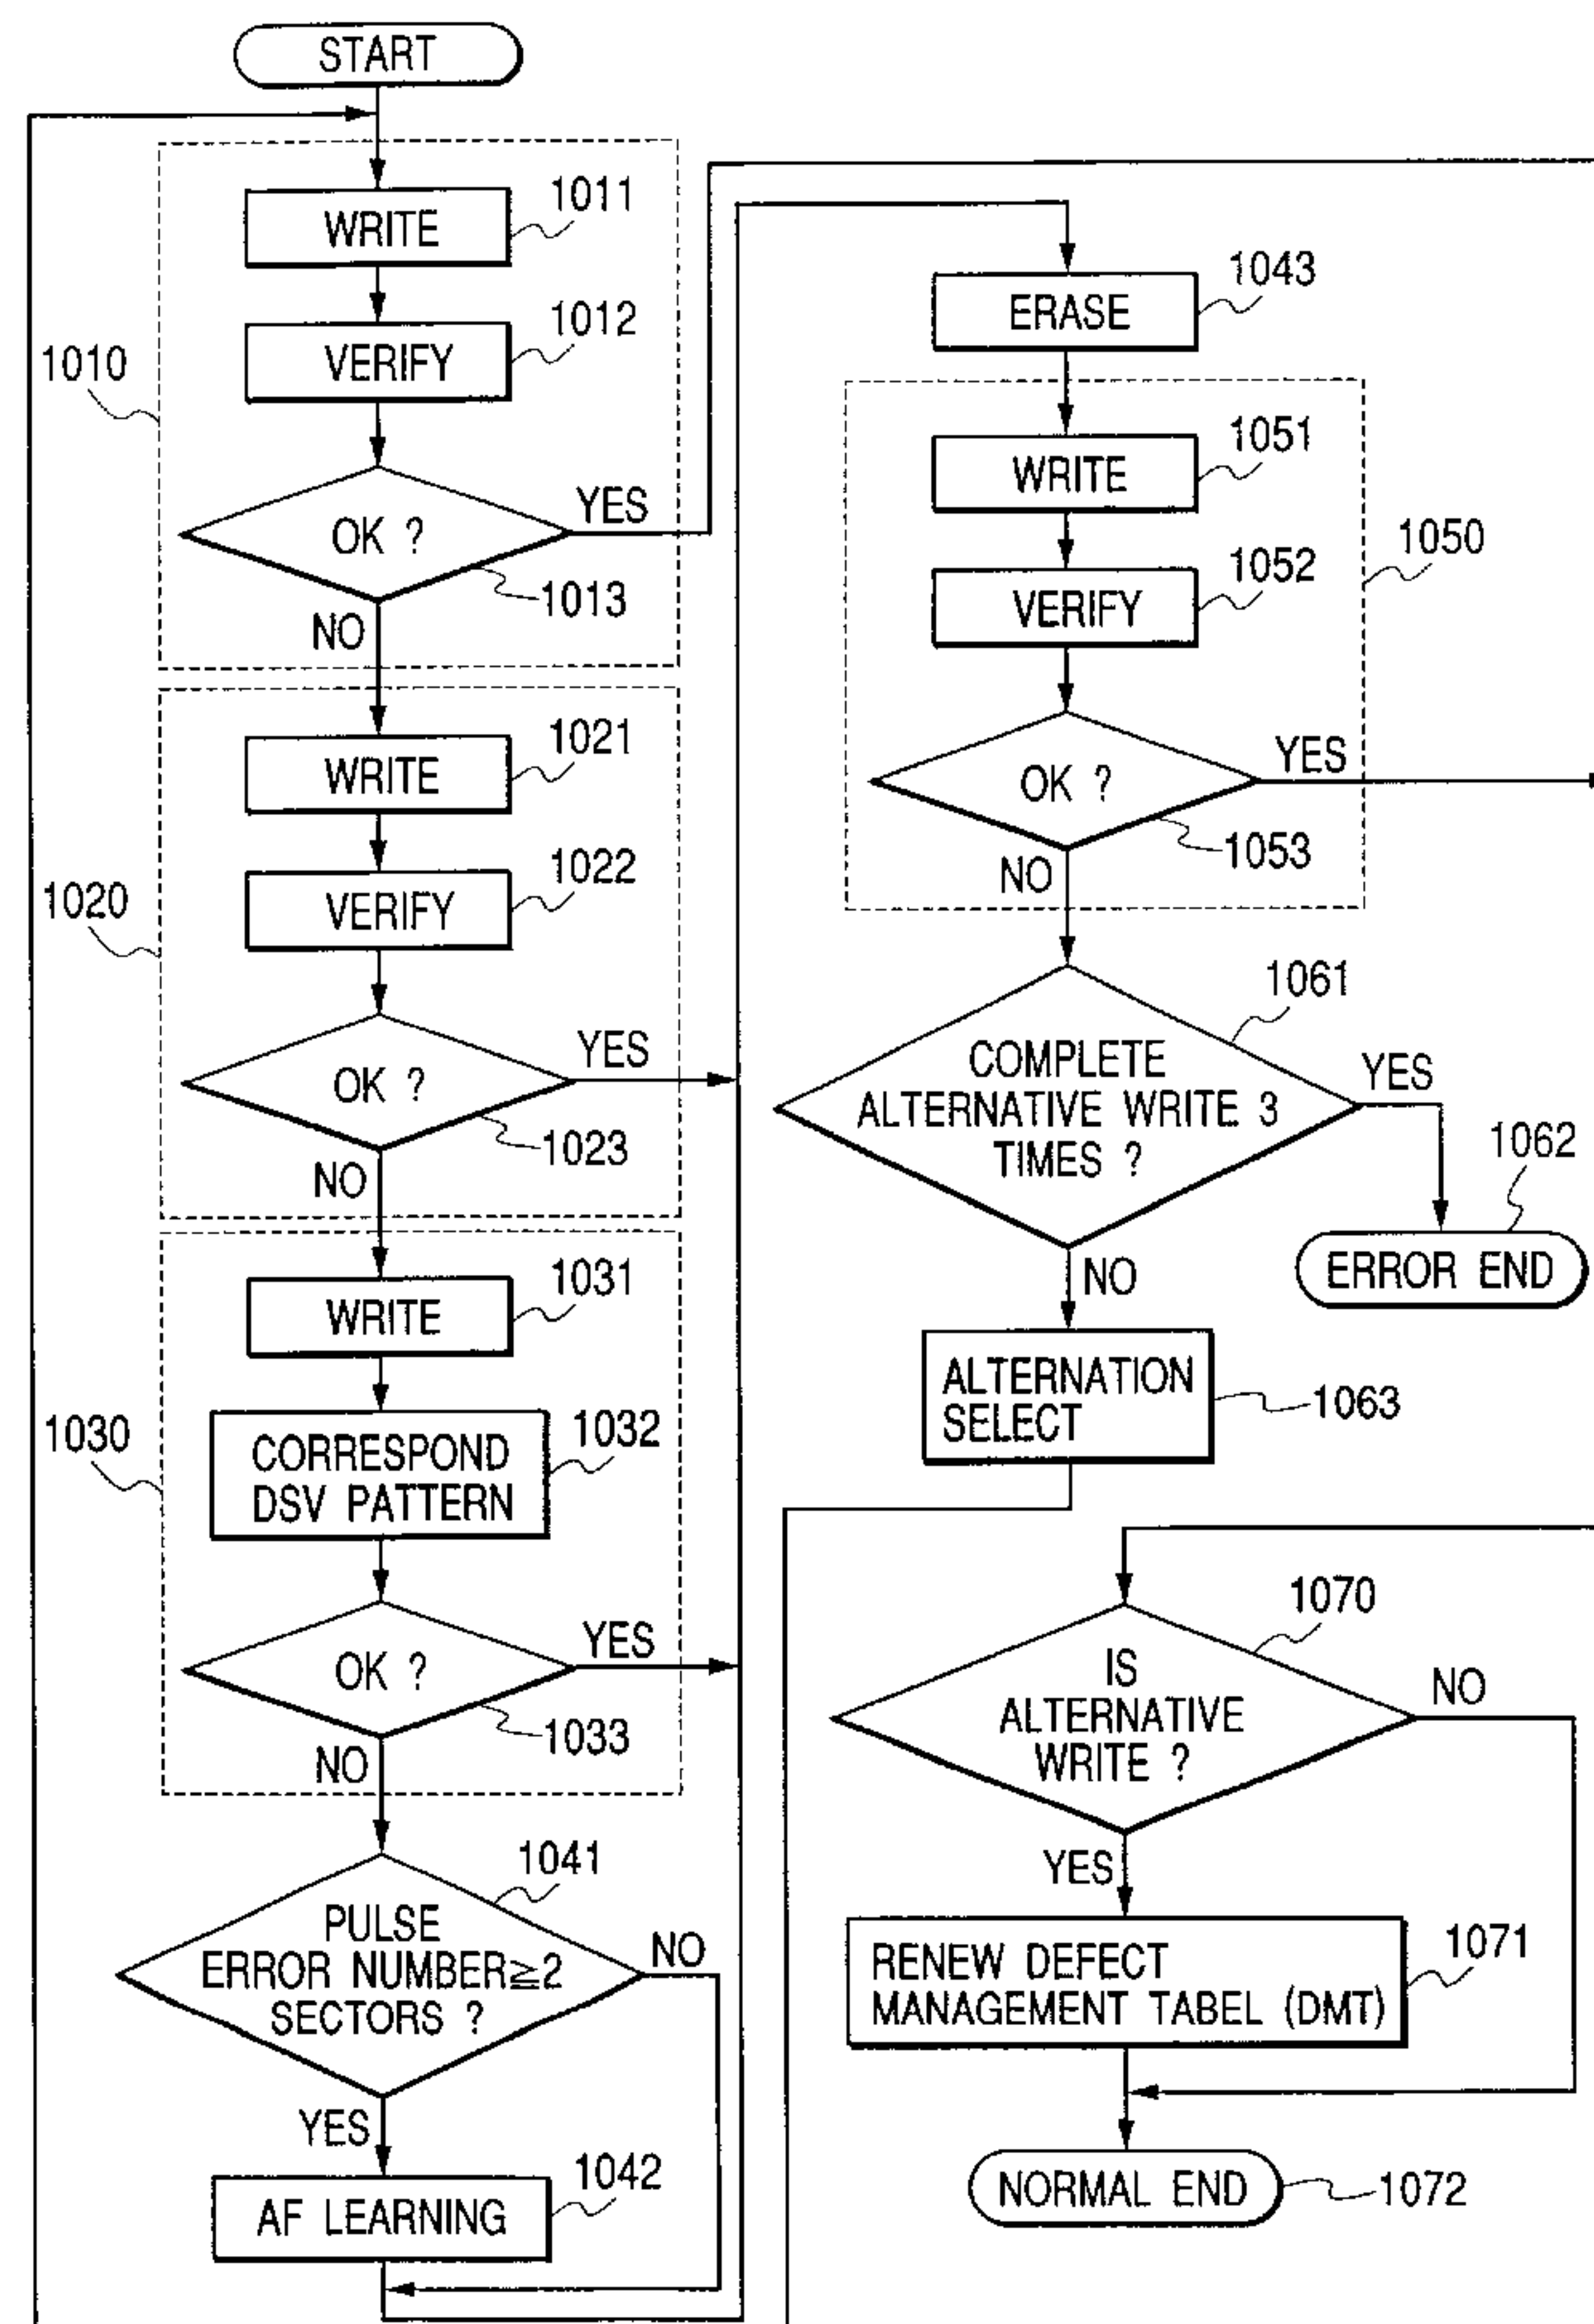 START
1011
WRITE
1012
VERIFY
1010
OK ?
YES
1013
NO
1021
WRITE
1022
VERIFY
1020
OK ?
YES
1023
NO
1031
WRITE
1030
1032
CORRESPOND
DSV PATTERN
OK ?
YES
1033
NO
1041
PULSE
ERROR NUMBER≧2
SECTORS ?
NO
YES
1042
AF LEARNING
1043
ERASE
1051
WRITE
1050
1052
VERIFY
OK ?
YES
1053
NO
1061
COMPLETE
ALTERNATIVE WRITE 3
TIMES ?
YES
1062
ERROR END
NO
ALTERNATION
SELECT
1063
1070
IS
ALTERNATIVE
WRITE ?
NO
YES
1071
RENEW DEFECT
MANAGEMENT TABEL (DMT)
NORMAL END
1072